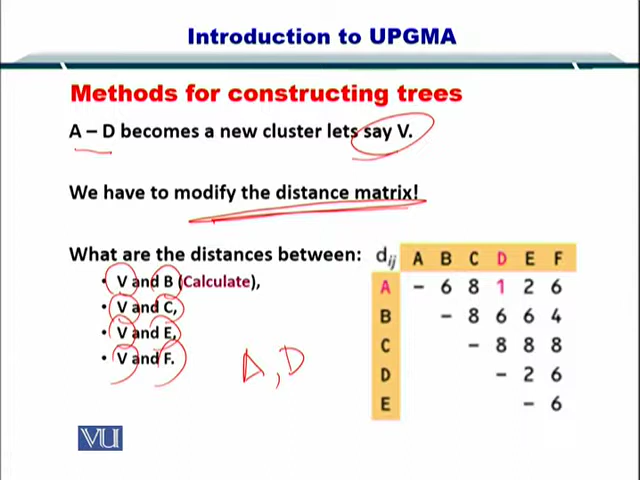 Introduction to UPGMA
Methods for constructing trees
A – D becomes a new cluster lets say V.
We have to modify the distance matrix!
What are the distances between:
• V and B (Calculate),
• V and C,
• V and E,
• V and F.
A, D
dij A B C D E F
A - 6 8 1 2 6
B - 8 6 6 4
C - 8 8 8
D - 2 6
E - 6
VU